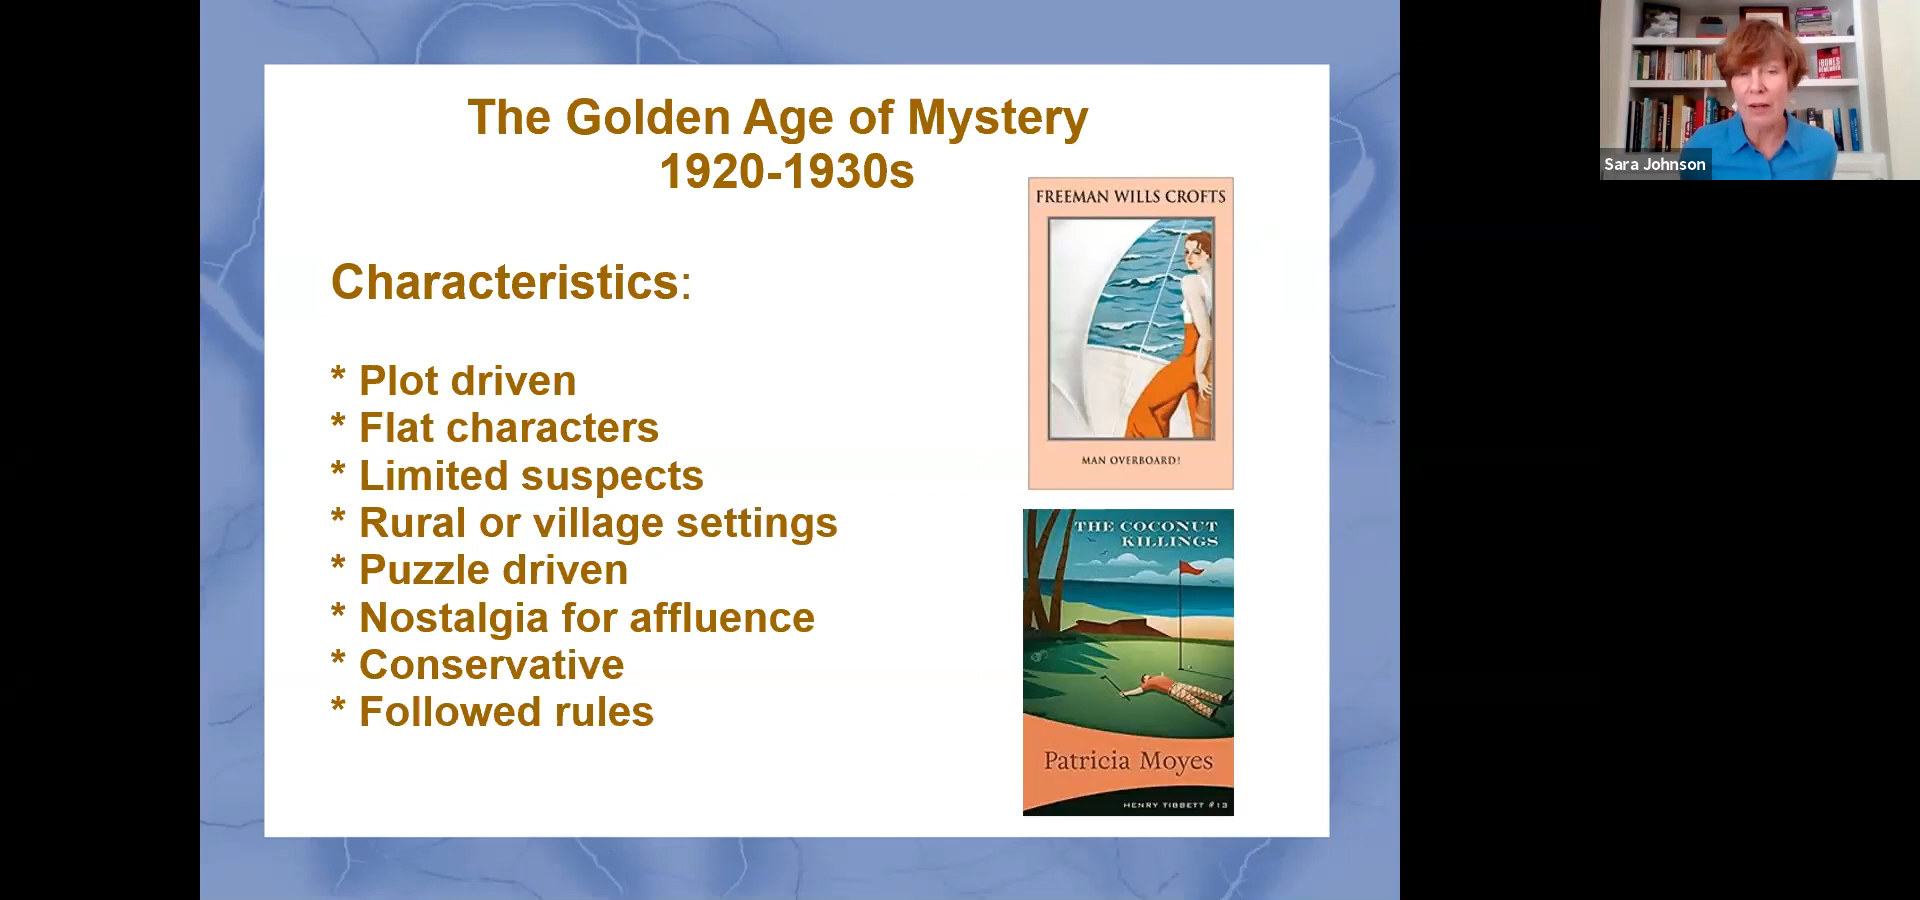 The Golden Age of Mystery
1920-1930s
Characteristics:
* Plot driven
* Flat characters
* Limited suspects
* Rural or village settings
* Puzzle driven
* Nostalgia for affluence
* Conservative
* Followed rules
FREEMAN WILLS CROFTS
MAN OVERBOARD!
THE COCONUT
KILLINGS
Patricia Moyes
HENRY TIBBETT #13
Sara Johnson